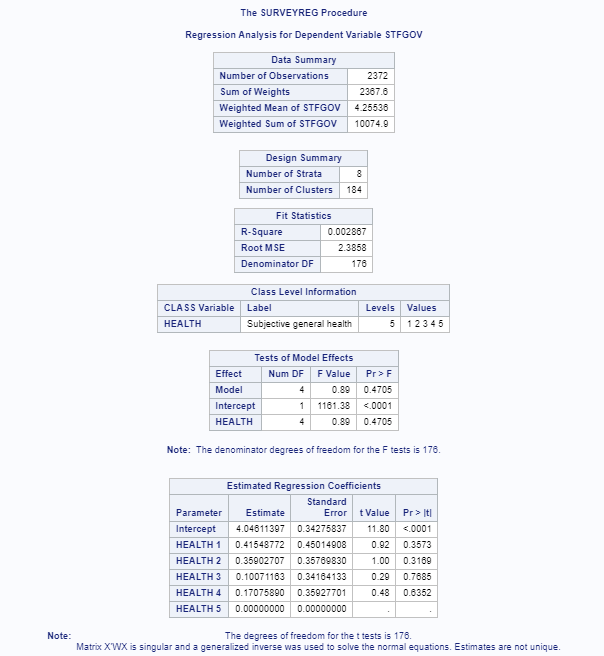 The SURVEYREG Procedure
Regression Analysis for Dependent Variable STFGOV
Data Summary
Number of Observations 2372
Sum of Weights 2367.6
Weighted Mean of STFGOV 4.25536
Weighted Sum of STFGOV 10074.9
Design Summary
Number of Strata 8
Number of Clusters 184
Fit Statistics
R-Square 0.002867
Root MSE 2.3858
Denominator DF 176
Class Level Information
CLASS Variable Label Levels Values
HEALTH Subjective general health 5 1 2 3 4 5
Tests of Model Effects
Effect Num DF F Value Pr > F
Model 4 0.89 0.4705
Intercept 1 1161.38 <.0001
HEALTH 4 0.89 0.4705
Note: The denominator degrees of freedom for the F tests is 176.
Estimated Regression Coefficients
Standard
Parameter Estimate Error t Value Pr > |t|
Intercept 4.04611397 0.34275837 11.80 <.0001
HEALTH 1 0.41548772 0.45014908 0.92 0.3573
HEALTH 2 0.35902707 0.35769830 1.00 0.3169
HEALTH 3 0.10071163 0.34164133 0.29 0.7685
HEALTH 4 0.17075890 0.35927701 0.48 0.6352
HEALTH 5 0.00000000 0.00000000 . .
Note: The degrees of freedom for the t tests is 176.
Matrix X'WX is singular and a generalized inverse was used to solve the normal equations. Estimates are not unique.